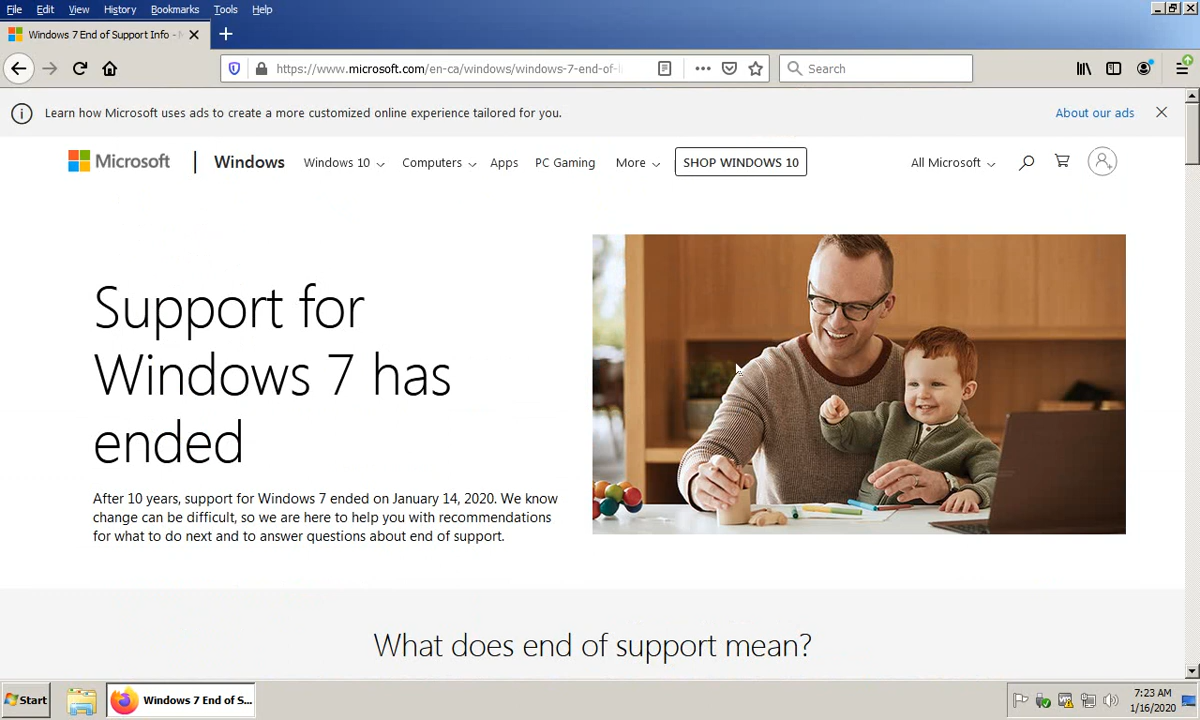 File Edit View History Bookmarks Tools Help
Windows 7 End of Support Info -
https://www.microsoft.com/en-ca/windows/windows-7-end-of-
Search
Learn how Microsoft uses ads to create a more customized online experience tailored for you.
About our ads
Microsoft
Windows
Windows 10
Computers
Apps
PC Gaming
More
SHOP WINDOWS 10
All Microsoft
Support for
Windows 7 has
ended
After 10 years, support for Windows 7 ended on January 14, 2020. We know
change can be difficult, so we are here to help you with recommendations
for what to do next and to answer questions about end of support.
What does end of support mean?
Start
Windows 7 End of S...
7:23 AM
1/16/2020